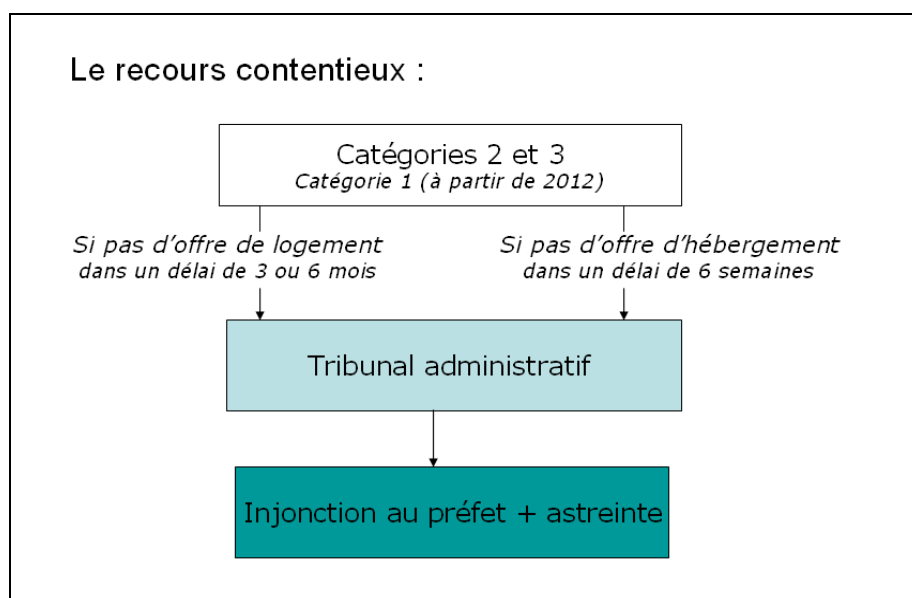 Le recours contentieux :
Catégories 2 et 3
Catégorie 1 (à partir de 2012)
Si pas d'offre de logement
dans un délai de 3 ou 6 mois
Si pas d'offre d'hébergement
dans un délai de 6 semaines
Tribunal administratif
Injonction au préfet + astreinte